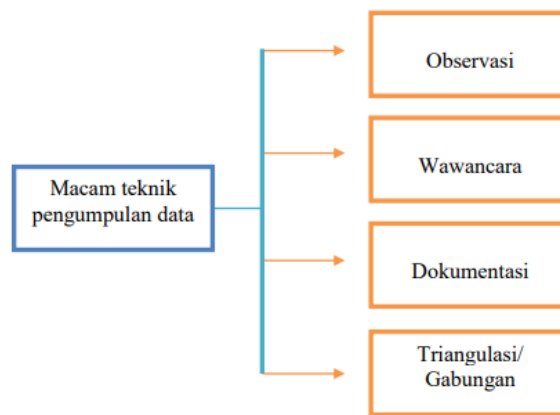 Observasi
Wawancara
Macam teknik
pengumpulan data
Dokumentasi
Triangulasi/
Gabungan